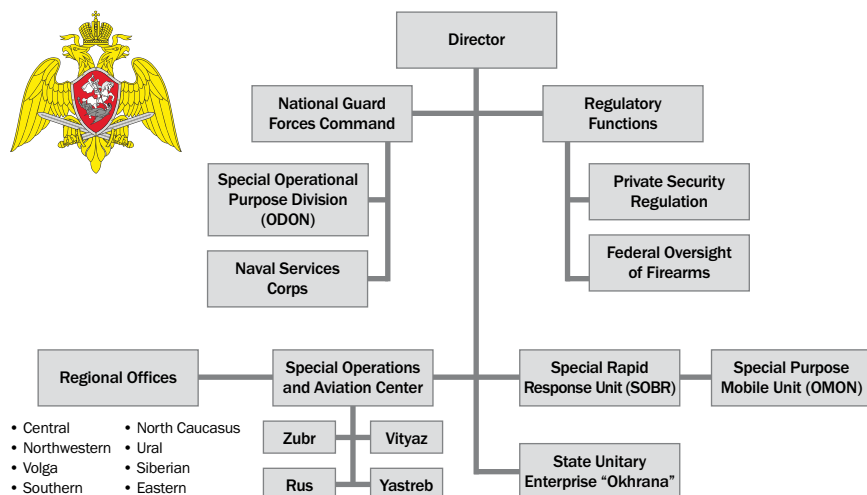 Director
National Guard
Forces Command
Regulatory
Functions
Special Operational
Purpose Division
(ODON)
Private Security
Regulation
Naval Services
Corps
Federal Oversight
of Firearms
Regional Offices
Special Operations
and Aviation Center
Special Rapid
Response Unit (SOBR)
Special Purpose
Mobile Unit (OMON)
• Central
• Northwestern
• Volga
• Southern
• North Caucasus
• Ural
• Siberian
• Eastern
Zubr
Vityaz
Rus
Yastreb
State Unitary
Enterprise “Okhrana”